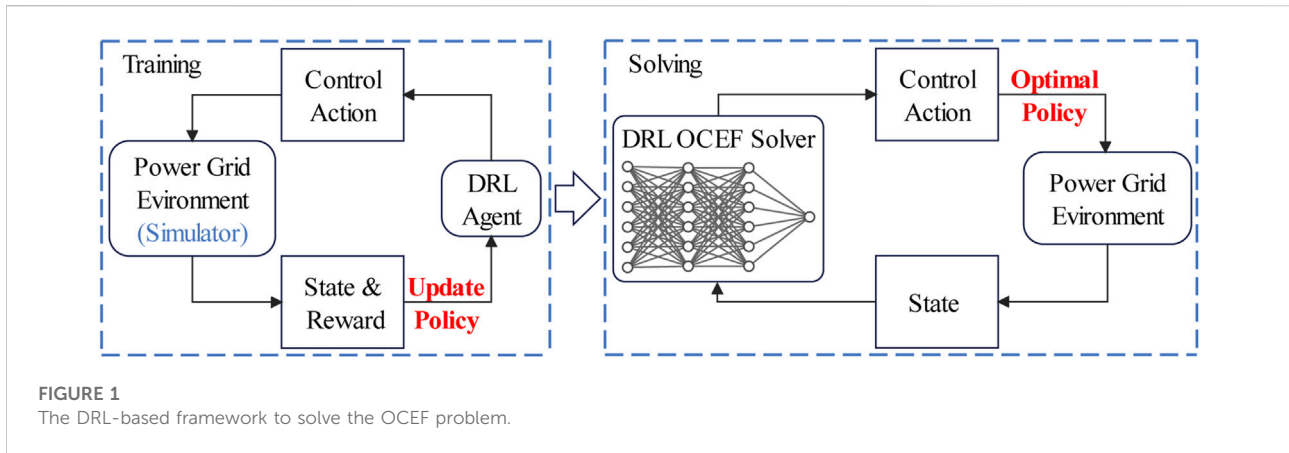 Training
Control
Action
Power Grid
Evironment
(Simulator)
DRL
Agent
State &
Reward
Update
Policy
Solving
DRL OCEF Solver
Control
Action
Optimal
Policy
Power Grid
Evironment
State
FIGURE 1
The DRL-based framework to solve the OCEF problem.